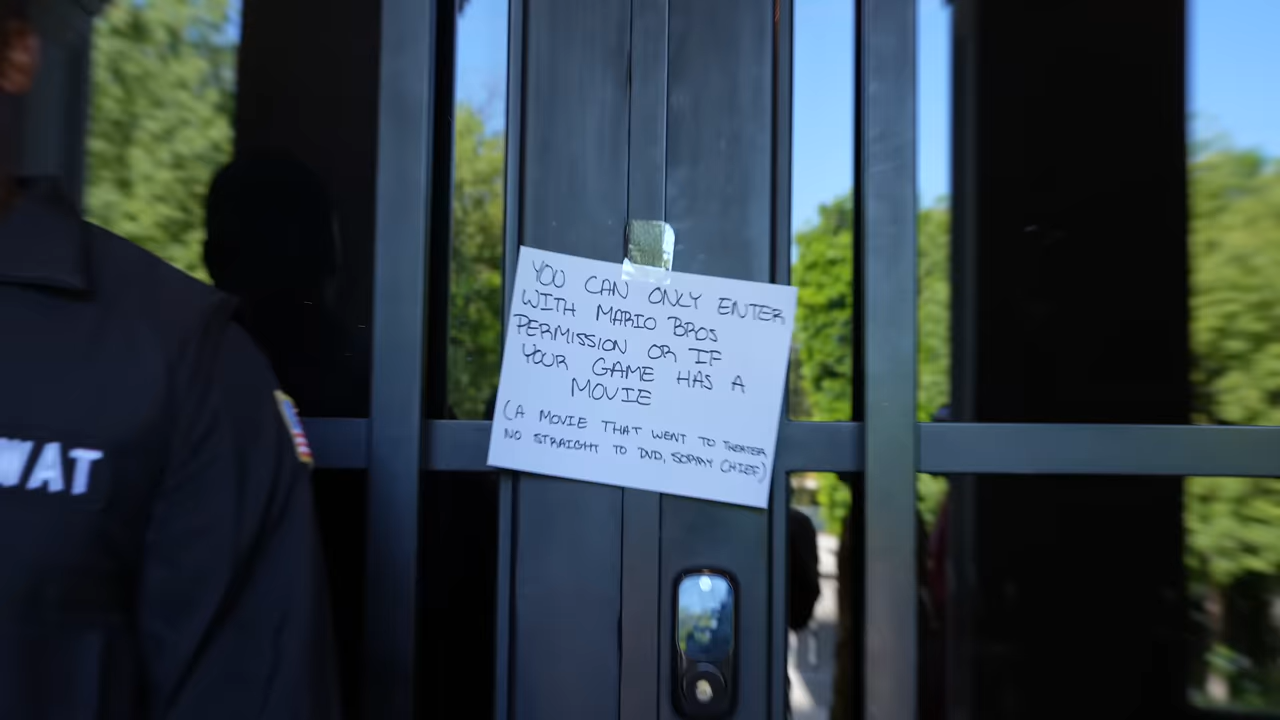 YOU CAN ONLY ENTER
WITH MARIO BROS
PERMISSION OR IF
YOUR GAME HAS A
MOVIE
(A MOVIE THAT WENT TO THEATER
NO STRAIGHT TO DVD, SORRY CHIEF)
WAT